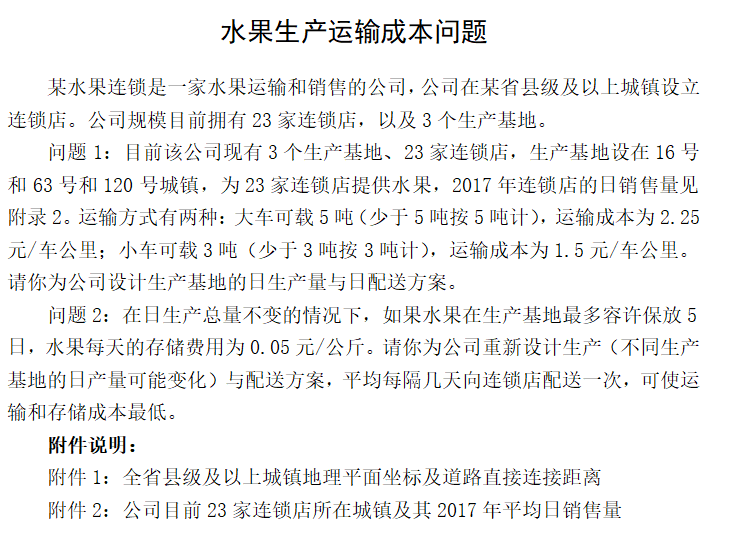 水果生产运输成本问题
某水果连锁是一家水果运输和销售的公司，公司在某省县级及以上城镇设立
连锁店。公司规模目前拥有 23 家连锁店，以及 3 个生产基地。
问题 1：目前该公司现有 3 个生产基地、23 家连锁店，生产基地设在 16 号
和 63 号和 120 号城镇，为 23 家连锁店提供水果，2017 年连锁店的日销售量见
附录 2。运输方式有两种：大车可载 5 吨（少于 5 吨按 5 吨计），运输成本为 2.25
元/车公里；小车可载 3 吨（少于 3 吨按 3 吨计），运输成本为 1.5 元/车公里。
请你为公司设计生产基地的日生产量与日配送方案。
问题 2：在日生产总量不变的情况下，如果水果在生产基地最多容许保放 5
日，水果每天的存储费用为 0.05 元/公斤。请你为公司重新设计生产（不同生产
基地的日产量可能变化）与配送方案，平均每隔几天向连锁店配送一次，可使运
输和存储成本最低。
附件说明：
附件 1：全省县级及以上城镇地理平面坐标及道路直接连接距离
附件 2：公司目前 23 家连锁店所在城镇及其 2017 年平均日销售量